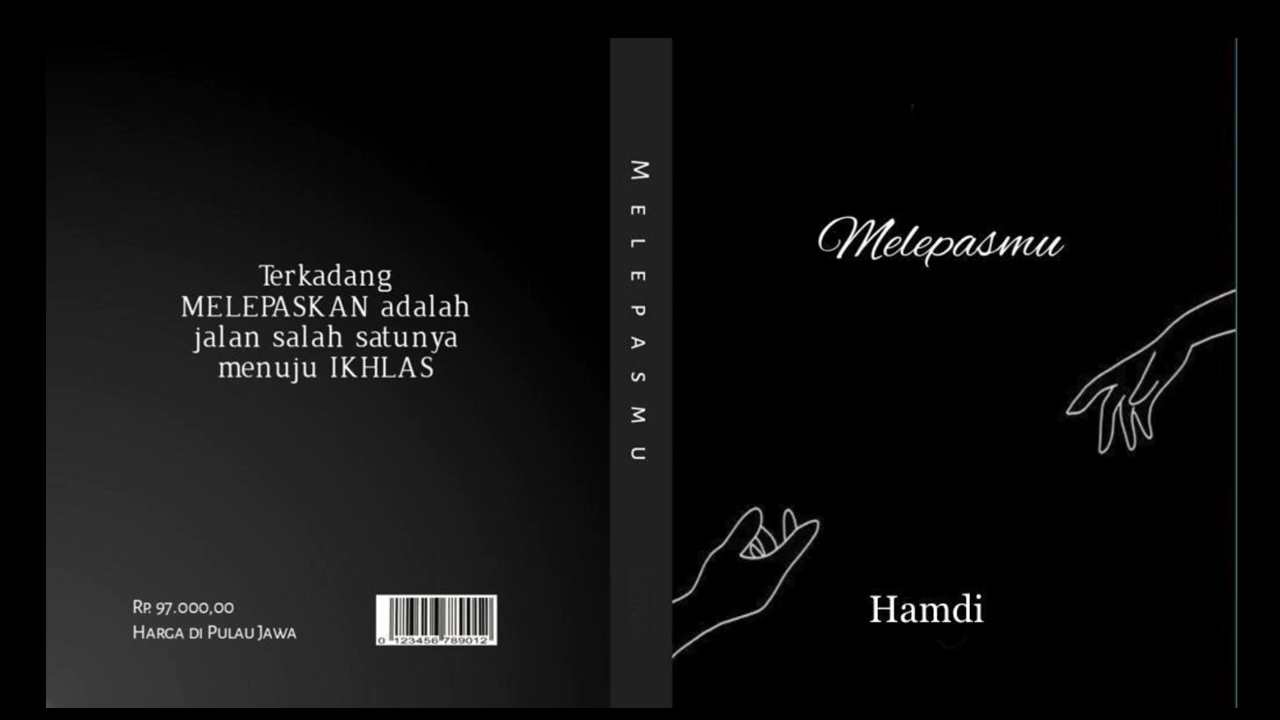 Terkadang
MELEPASKAN adalah
jalan salah satunya
menuju IKHLAS
Rp. 97.000,00
Harga di Pulau Jawa
0 123456 789012
MELEPASMU
Melepasmu
Hamdi